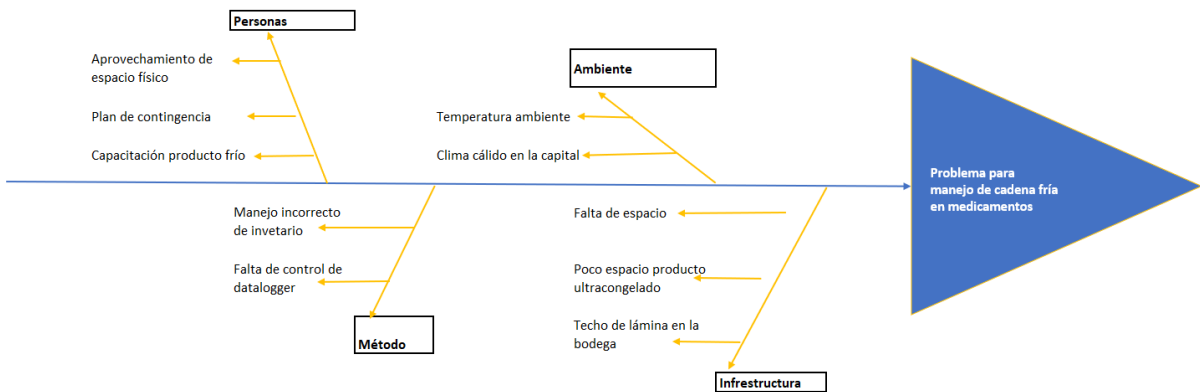 Personas
Aprovechamiento de
espacio físico
Plan de contingencia
Capacitación producto frío
Ambiente
Temperatura ambiente
Clima cálido en la capital
Problema para
manejo de cadena fría
en medicamentos
Manejo incorrecto
de invetario
Falta de control de
datalogger
Método
Falta de espacio
Poco espacio producto
ultracongelado
Techo de lámina en la
bodega
Infrestructura